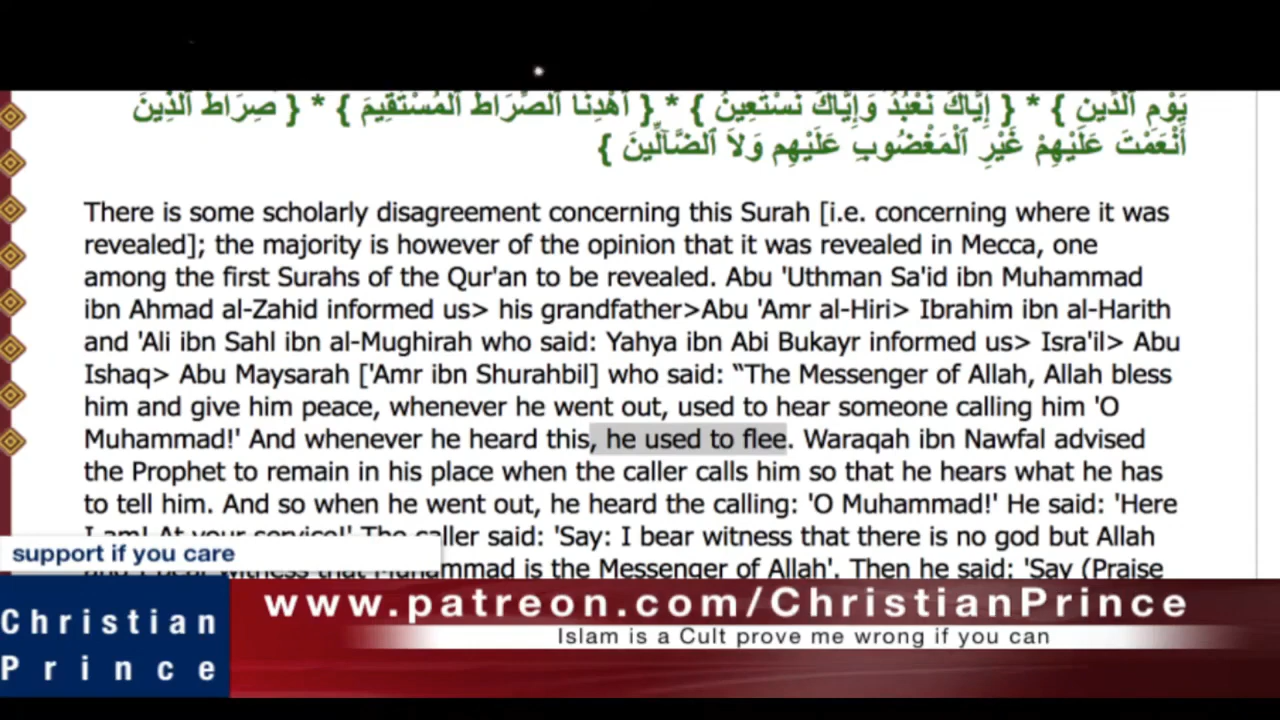 يَوْمِ ٱلدِّينِ } * { إِيَّاكَ نَعْبُدُ وَإِيَّاكَ نَسْتَعِينُ } * { ٱهْدِنَا ٱلصِّرَاطَ ٱلْمُسْتَقِيمَ } * { صِرَاطَ ٱلَّذِينَ
أَنْعَمْتَ عَلَيْهِمْ غَيْرِ ٱلْمَغْضُوبِ عَلَيْهِم وَلاَ ٱلضَّآلِّينَ }
There is some scholarly disagreement concerning this Surah [i.e. concerning where it was
revealed]; the majority is however of the opinion that it was revealed in Mecca, one
among the first Surahs of the Qur'an to be revealed. Abu 'Uthman Sa'id ibn Muhammad
ibn Ahmad al-Zahid informed us> his grandfather>Abu 'Amr al-Hiri> Ibrahim ibn al-Harith
and 'Ali ibn Sahl ibn al-Mughirah who said: Yahya ibn Abi Bukayr informed us> Isra'il> Abu
Ishaq> Abu Maysarah ['Amr ibn Shurahbil] who said: “The Messenger of Allah, Allah bless
him and give him peace, whenever he went out, used to hear someone calling him 'O
Muhammad!' And whenever he heard this, he used to flee. Waraqah ibn Nawfal advised
the Prophet to remain in his place when the caller calls him so that he hears what he has
to tell him. And so when he went out, he heard the calling: 'O Muhammad!' He said: 'Here
I am! At your service!' The caller said: 'Say: I bear witness that there is no god but Allah
and I bear witness that Muhammad is the Messenger of Allah'. Then he said: 'Say (Praise
support if you care
Christian
Prince
www.patreon.com/ChristianPrince
Islam is a Cult prove me wrong if you can